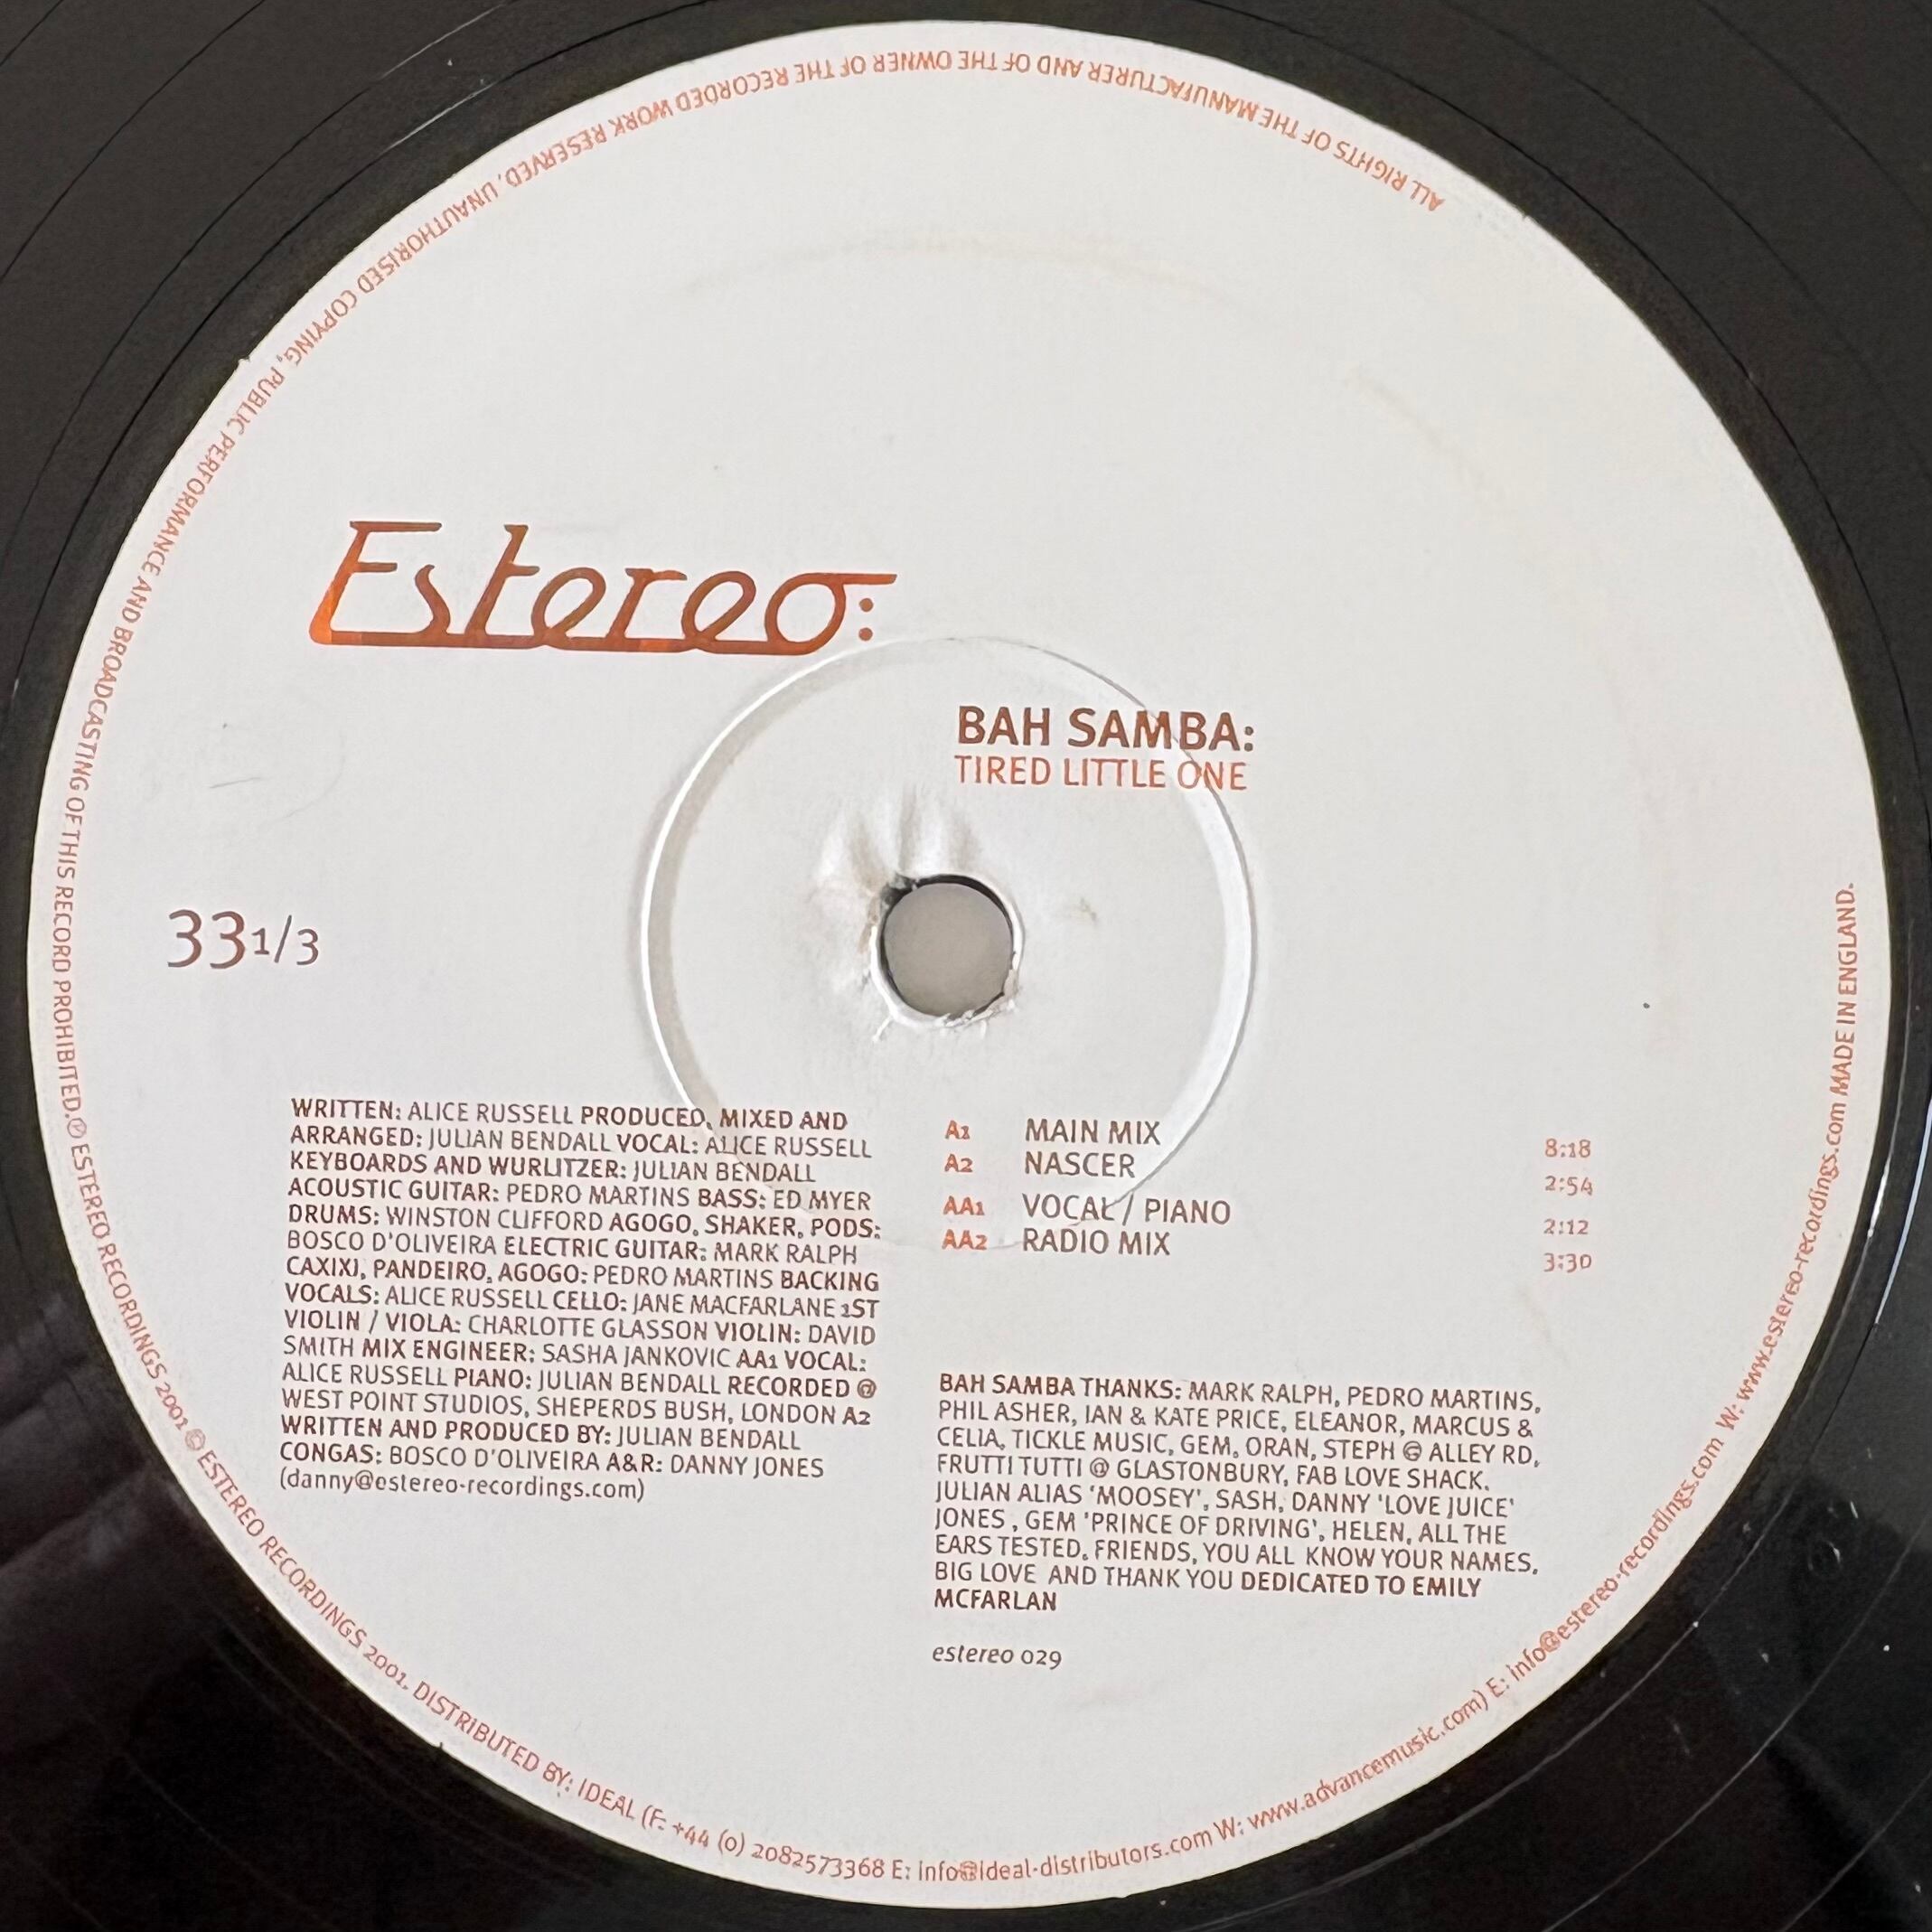 ALL RIGHTS OF THE MANUFACTURER AND OF THE OWNER OF THE RECORDED WORK RESERVED, UNAUTHORISED COPYING, PUBLIC PERFORMANCE AND BROADCASTING OF THIS RECORD PROHIBITED.℗ ESTEREO RECORDINGS 2001 © ESTEREO RECORDINGS 2001. DISTRIBUTED BY: IDEAL (F: +44 (0) 2082573368 E: info@ideal-distributors.com W: www.advancemusic.com) E: info@estereo-recordings.com W: www.estereo-recordings.com MADE IN ENGLAND.
Estereo:
BAH SAMBA:
TIRED LITTLE ONE
33 1/3
WRITTEN: ALICE RUSSELL PRODUCED, MIXED AND
ARRANGED: JULIAN BENDALL VOCAL: ALICE RUSSELL
KEYBOARDS AND WURLITZER: JULIAN BENDALL
ACOUSTIC GUITAR: PEDRO MARTINS BASS: ED MYER
DRUMS: WINSTON CLIFFORD AGOGO, SHAKER, PODS:
BOSCO D'OLIVEIRA ELECTRIC GUITAR: MARK RALPH
CAXIXI, PANDEIRO, AGOGO: PEDRO MARTINS BACKING
VOCALS: ALICE RUSSELL CELLO: JANE MACFARLANE 1ST
VIOLIN / VIOLA: CHARLOTTE GLASSON VIOLIN: DAVID
SMITH MIX ENGINEER: SASHA JANKOVIC AA1 VOCAL:
ALICE RUSSELL PIANO: JULIAN BENDALL RECORDED @
WEST POINT STUDIOS, SHEPERDS BUSH, LONDON A2
WRITTEN AND PRODUCED BY: JULIAN BENDALL
CONGAS: BOSCO D'OLIVEIRA A&R: DANNY JONES
(danny@estereo-recordings.com)
A1 MAIN MIX 8:18
A2 NASCER 2:54
AA1 VOCAL / PIANO 2:12
AA2 RADIO MIX 3:30
BAH SAMBA THANKS: MARK RALPH, PEDRO MARTINS,
PHIL ASHER, IAN & KATE PRICE, ELEANOR, MARCUS &
CELIA, TICKLE MUSIC, GEM, ORAN, STEPH @ ALLEY RD,
FRUTTI TUTTI @ GLASTONBURY, FAB LOVE SHACK.
JULIAN ALIAS 'MOOSEY', SASH, DANNY 'LOVE JUICE'
JONES , GEM 'PRINCE OF DRIVING', HELEN, ALL THE
EARS TESTED. FRIENDS, YOU ALL KNOW YOUR NAMES,
BIG LOVE AND THANK YOU DEDICATED TO EMILY
MCFARLAN
estereo 029